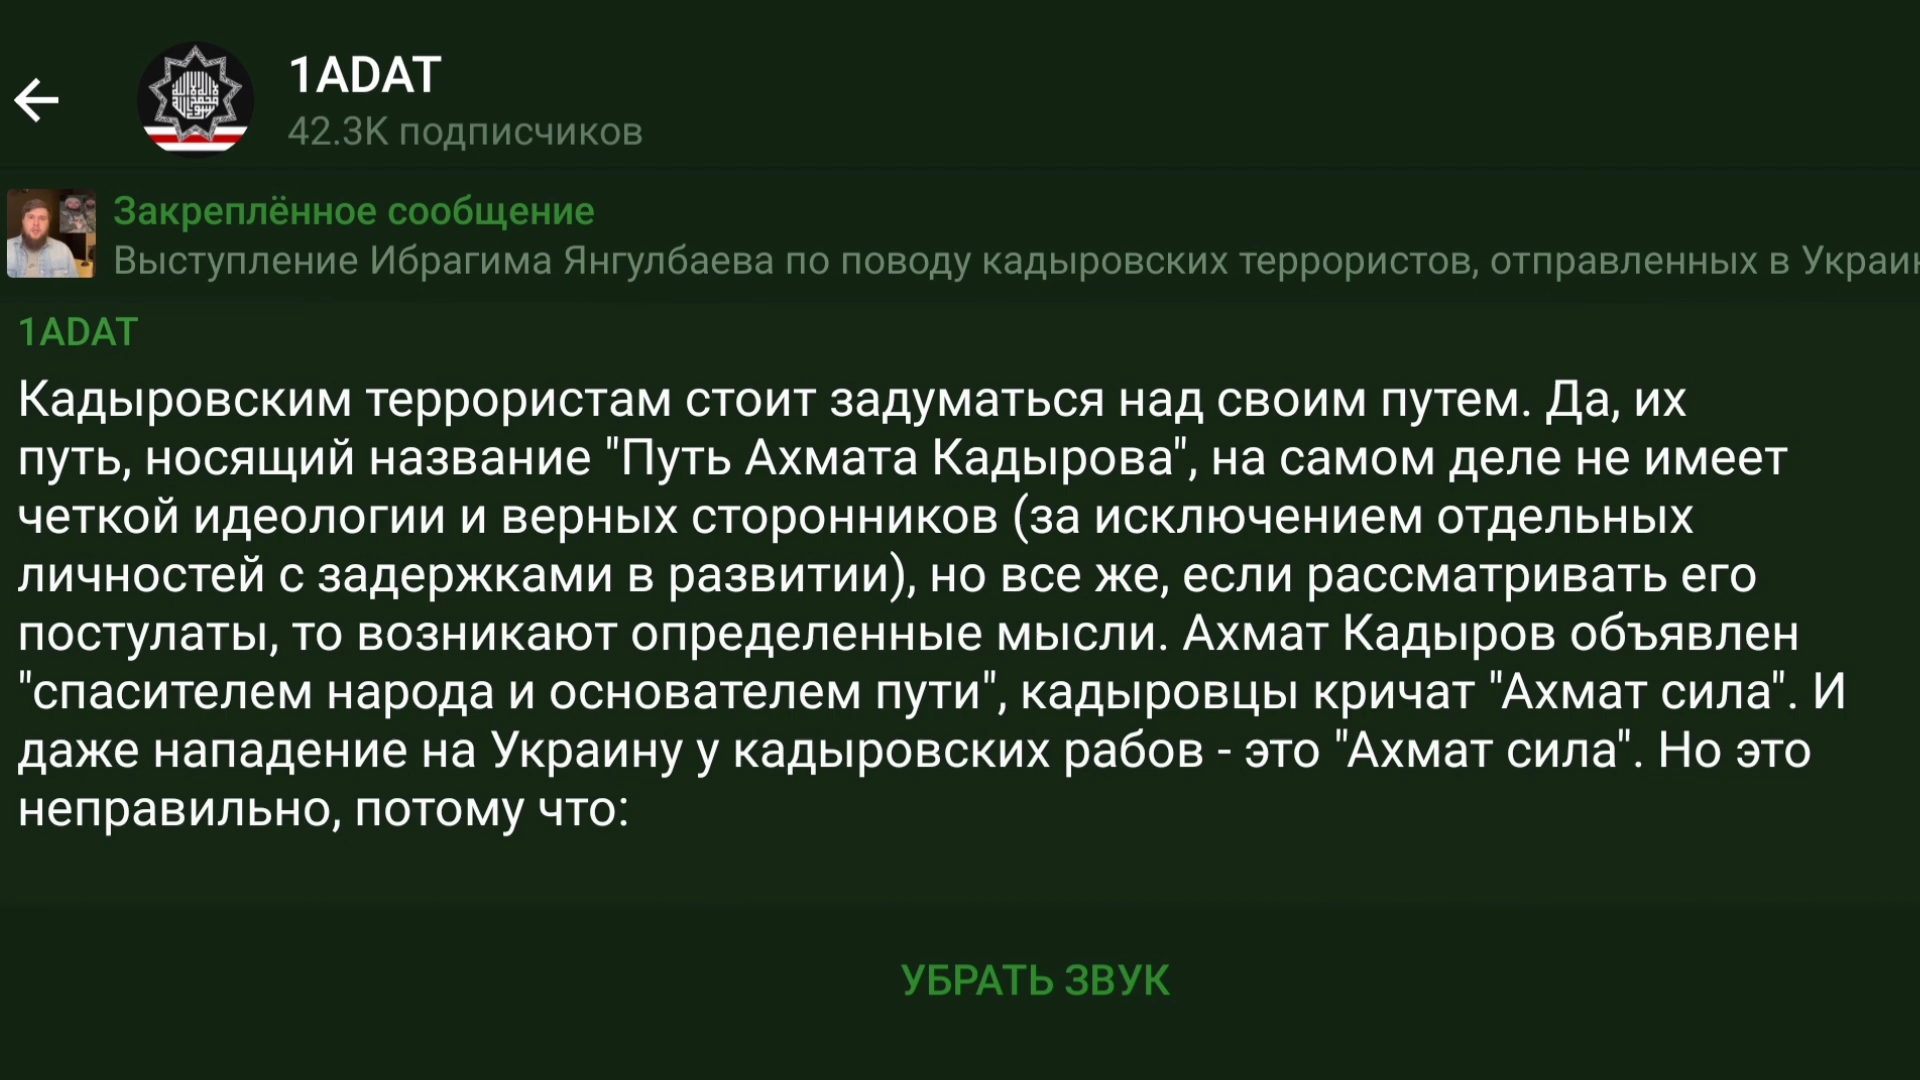 1ADAT
42.3K подписчиков
Закреплённое сообщение
Выступление Ибрагима Янгулбаева по поводу кадыровских террористов, отправленных в
1ADAT
Кадыровским террористам стоит задуматься над своим путем. Да, их
путь, носящий название "Путь Ахмата Кадырова", на самом деле не имеет
четкой идеологии и верных сторонников (за исключением отдельных
личностей с задержками в развитии), но все же, если рассматривать его
постулаты, то возникают определенные мысли. Ахмат Кадыров объявлен
"спасителем народа и основателем пути", кадыровцы кричат "Ахмат сила". И
даже нападение на Украину у кадыровских рабов - это "Ахмат сила". Но это
неправильно, потому что:
УБРАТЬ ЗВУК